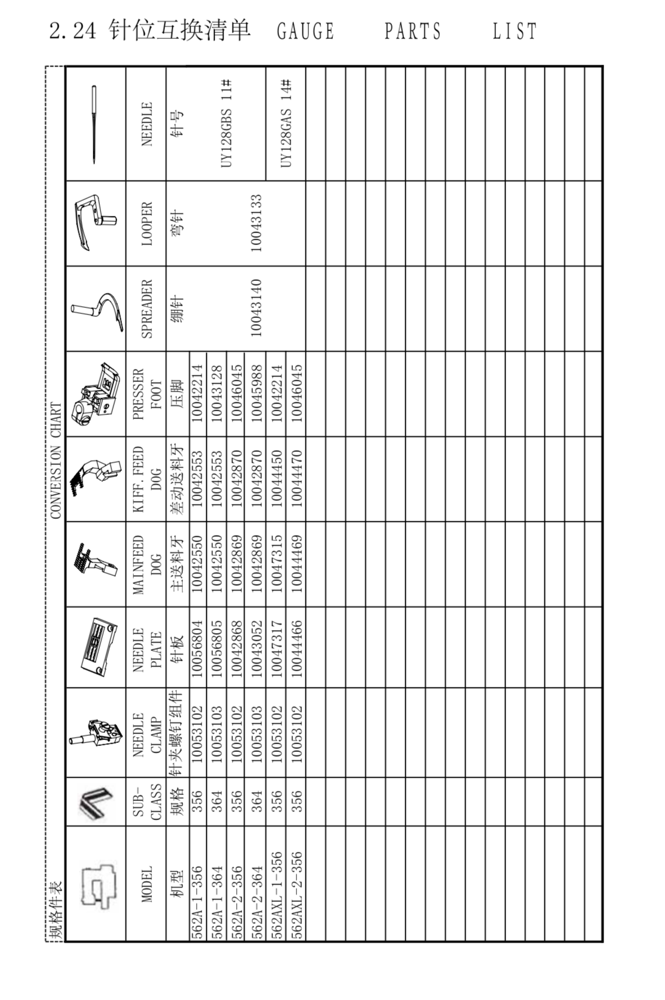 2.24 针位互换清单 GAUGE PARTS LIST
规格件表 CONVERSION CHART
MODEL SUB-CLASS NEEDLE CLAMP NEEDLE PLATE MAINFEED DOG KIFF.FEED DOG PRESSER FOOT SPREADER LOOPER NEEDLE
机型 规格 针夹螺钉组件 针板 主送料牙 差动送料牙 压脚 绷针 弯针 针号
562A-1-356 356 10053102 10056804 10042550 10042553 10042214
562A-1-364 364 10053103 10056805 10042550 10042553 10043128
UY128GBS 11#
562A-2-356 356 10053102 10042868 10042869 10042870 10046045
562A-2-364 364 10053103 10043052 10042869 10042870 10045988
10043140 10043133
562AXL-1-356 356 10053102 10047317 10047315 10044450 10042214
UY128GAS 14#
562AXL-2-356 356 10053102 10044466 10044469 10044470 10046045